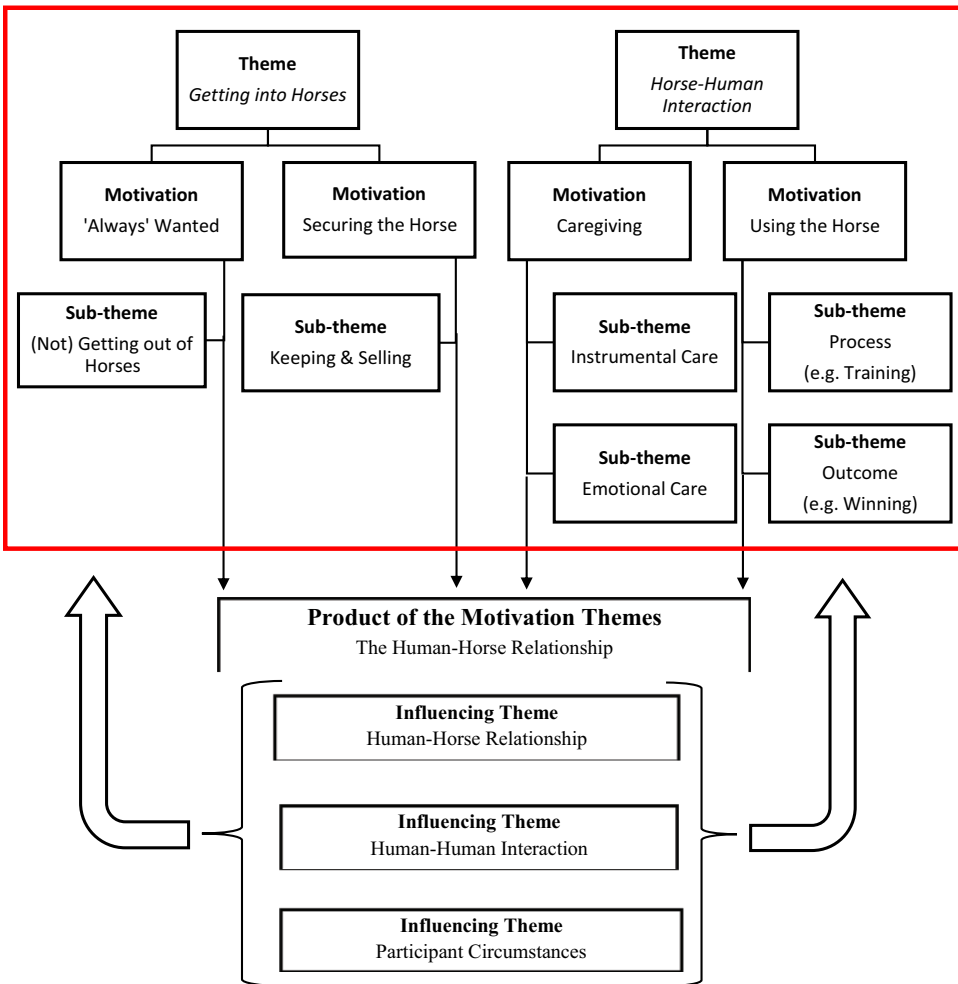 Theme
Getting into Horses
Theme
Horse-Human
Interaction
Motivation
'Always' Wanted
Motivation
Securing the Horse
Motivation
Caregiving
Motivation
Using the Horse
Sub-theme
(Not) Getting out of
Horses
Sub-theme
Keeping & Selling
Sub-theme
Instrumental Care
Sub-theme
Process
(e.g. Training)
Sub-theme
Emotional Care
Sub-theme
Outcome
(e.g. Winning)
Product of the Motivation Themes
The Human-Horse Relationship
Influencing Theme
Human-Horse Relationship
Influencing Theme
Human-Human Interaction
Influencing Theme
Participant Circumstances